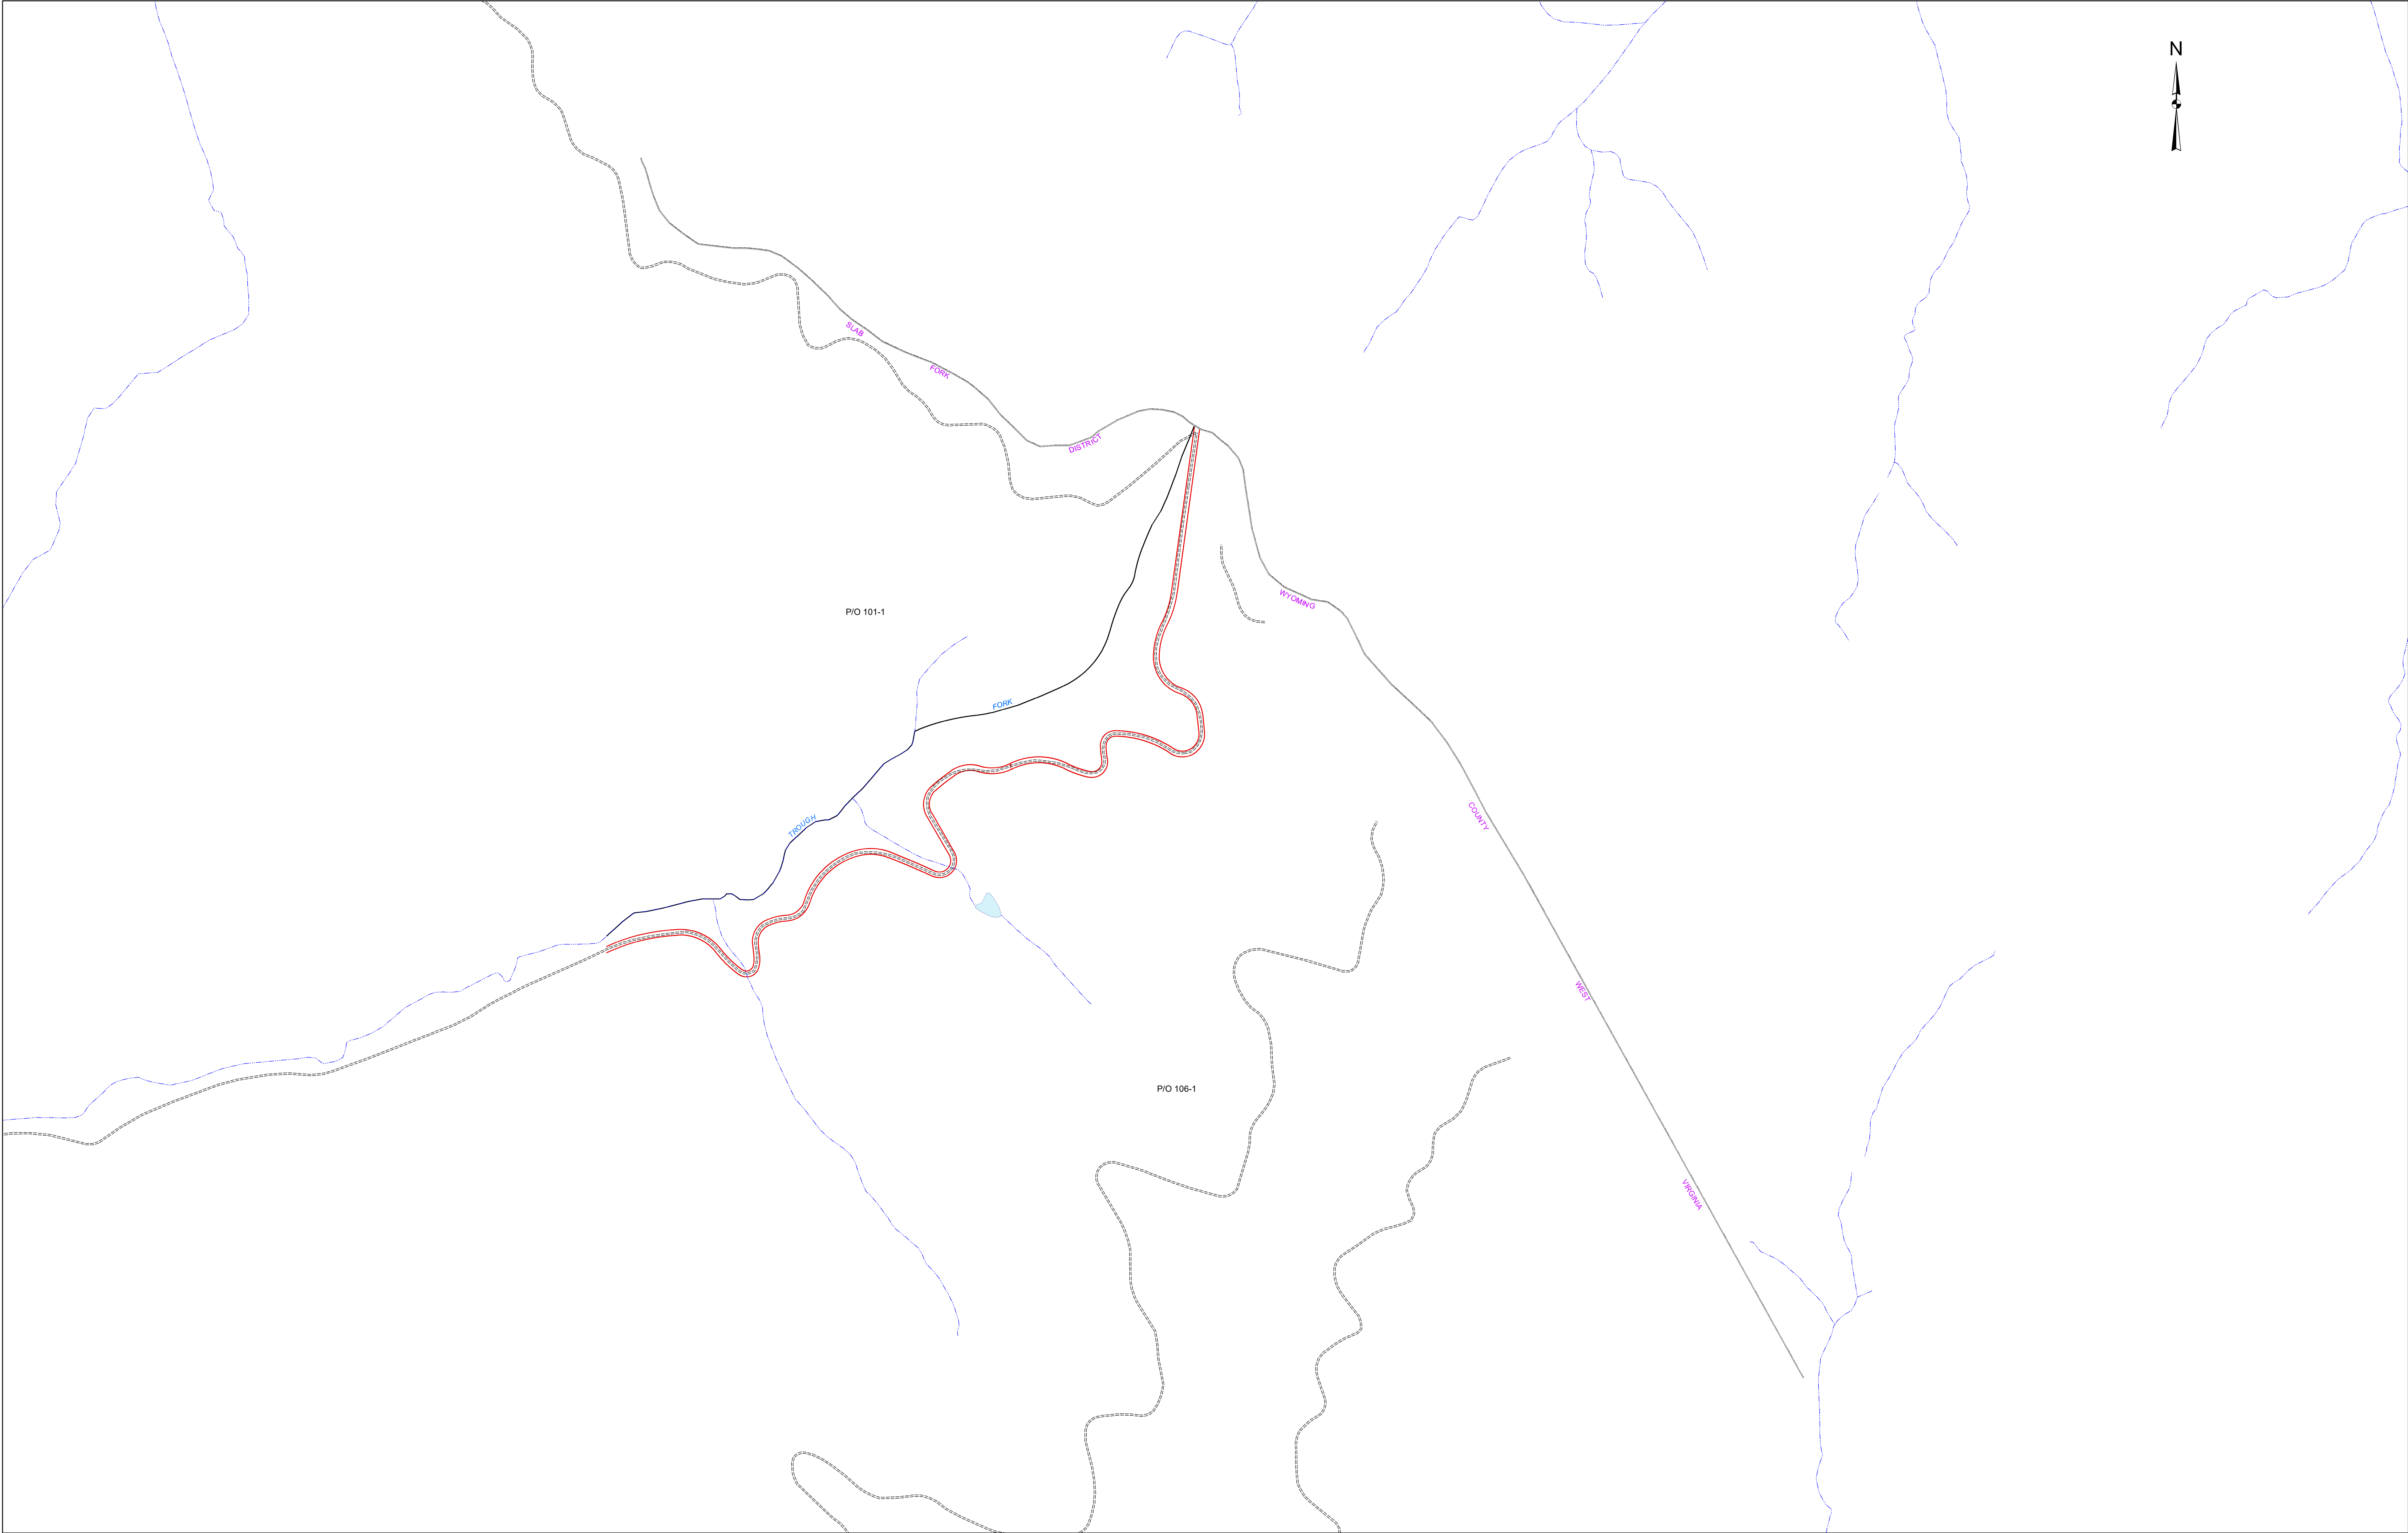 N
SLAB
FORK
DISTRICT
WYOMING
P/O 101-1
FORK
TROUGH
COUNTY
WEST
P/O 106-1
VIRGINIA